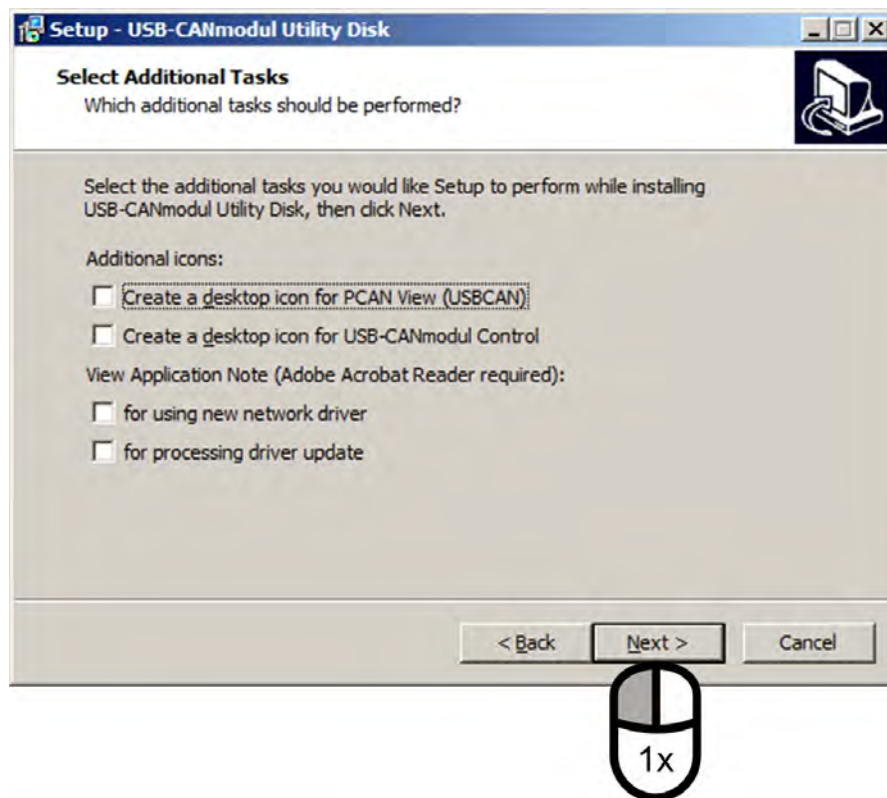 Setup - USB-CANmodul Utility Disk
Select Additional Tasks
Which additional tasks should be performed?
Select the additional tasks you would like Setup to perform while installing
USB-CANmodul Utility Disk, then click Next.
Additional icons:
Create a desktop icon for PCAN View (USBCAN)
Create a desktop icon for USB-CANmodul Control
View Application Note (Adobe Acrobat Reader required):
for using new network driver
for processing driver update
< Back Next > Cancel
1x